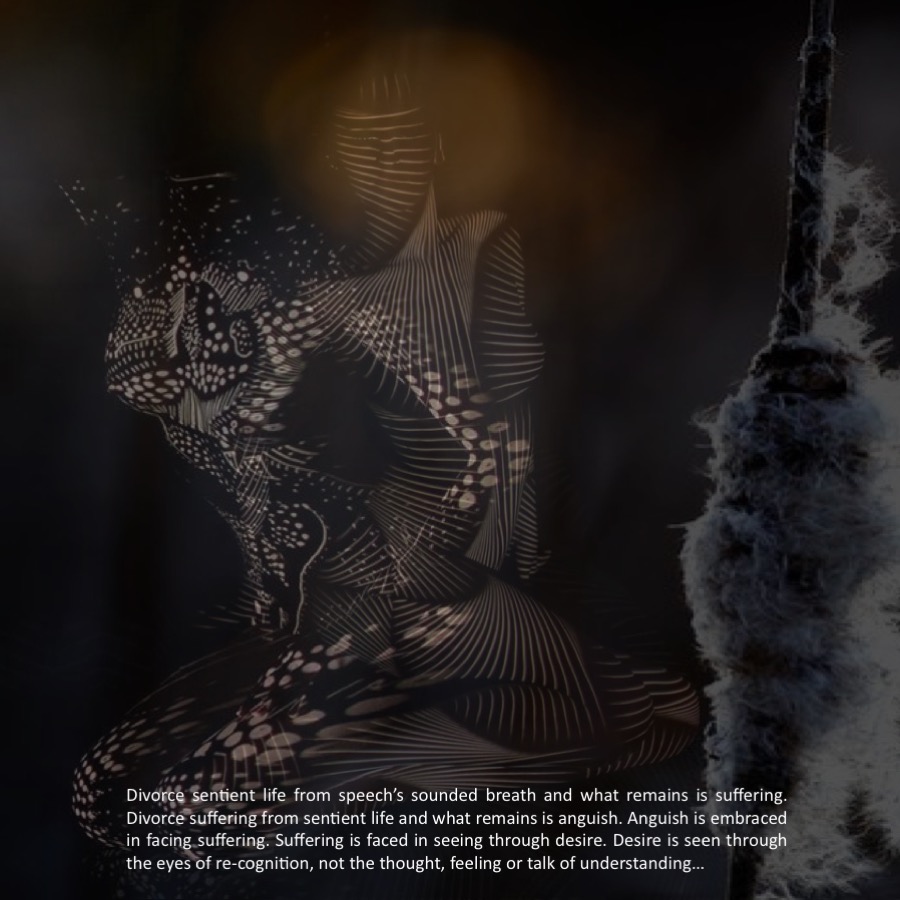 Divorce sentient life from speech’s sounded breath and what remains is suffering.
Divorce suffering from sentient life and what remains is anguish. Anguish is embraced
in facing suffering. Suffering is faced in seeing through desire. Desire is seen through
the eyes of re-cognition, not the thought, feeling or talk of understanding...